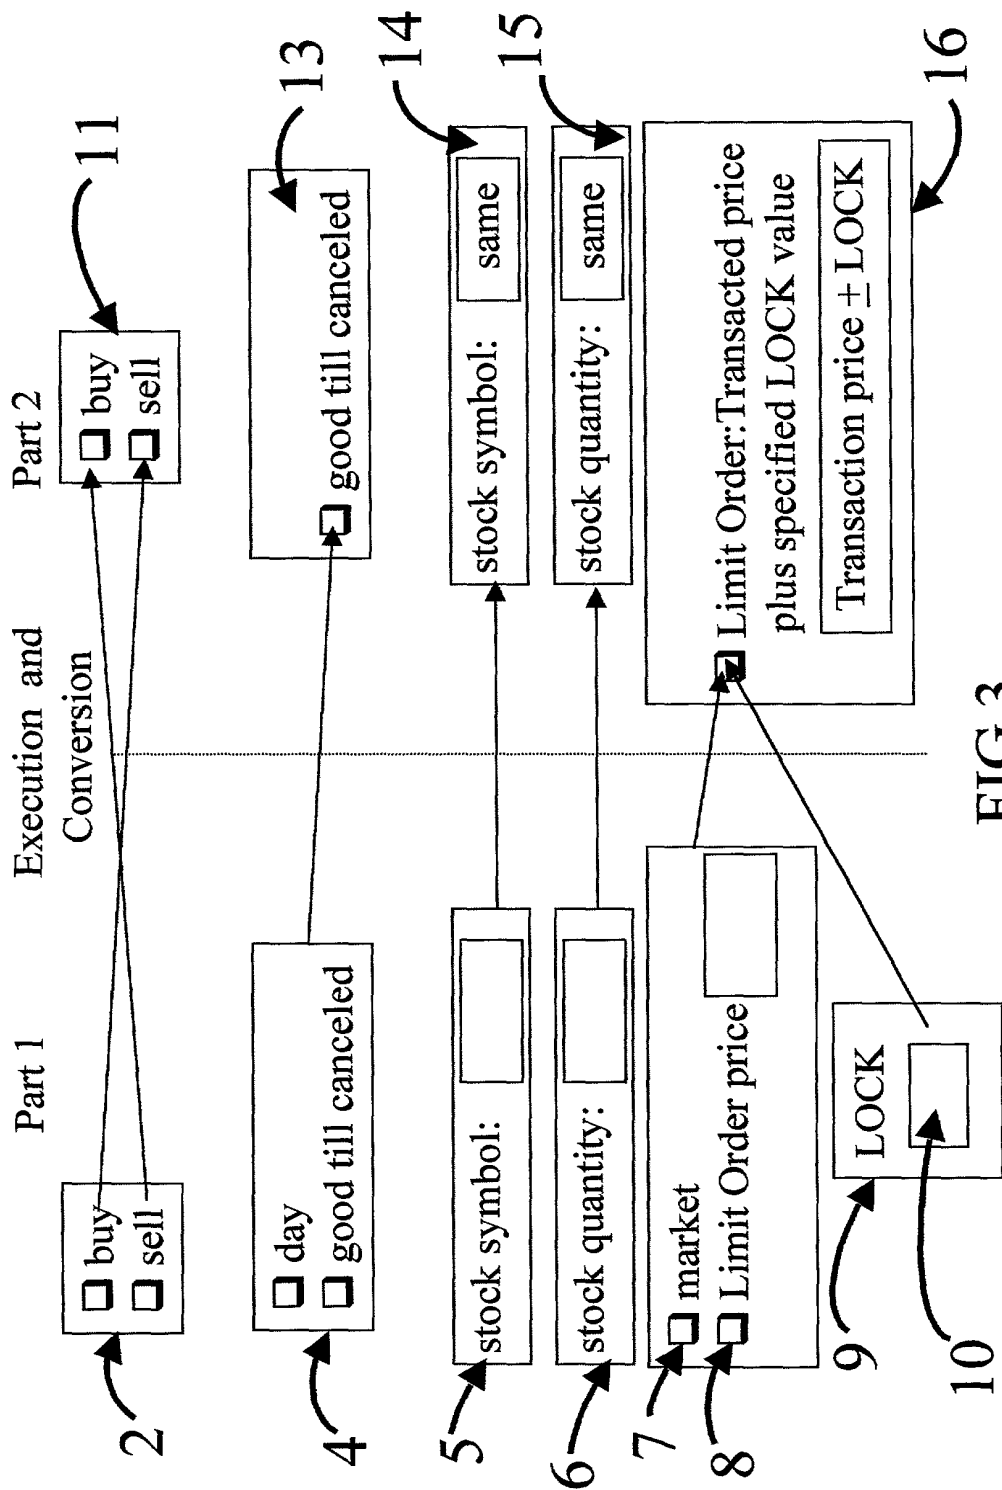 Part 1
Execution and
Conversion
Part 2
2
buy
sell
11
buy
sell
4
day
good till canceled
13
good till canceled
5
stock symbol:
14
stock symbol: same
6
stock quantity:
15
stock quantity: same
7
market
8
Limit Order price
16
Limit Order:Transacted price
plus specified LOCK value
Transaction price ± LOCK
9
LOCK
10
FIG 3